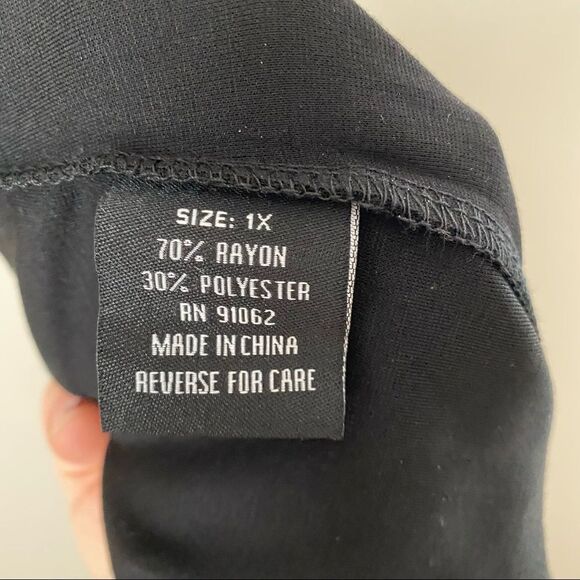 SIZE: 1X
70% RAYON
30% POLYESTER
RN 91062
MADE IN CHINA
REVERSE FOR CARE